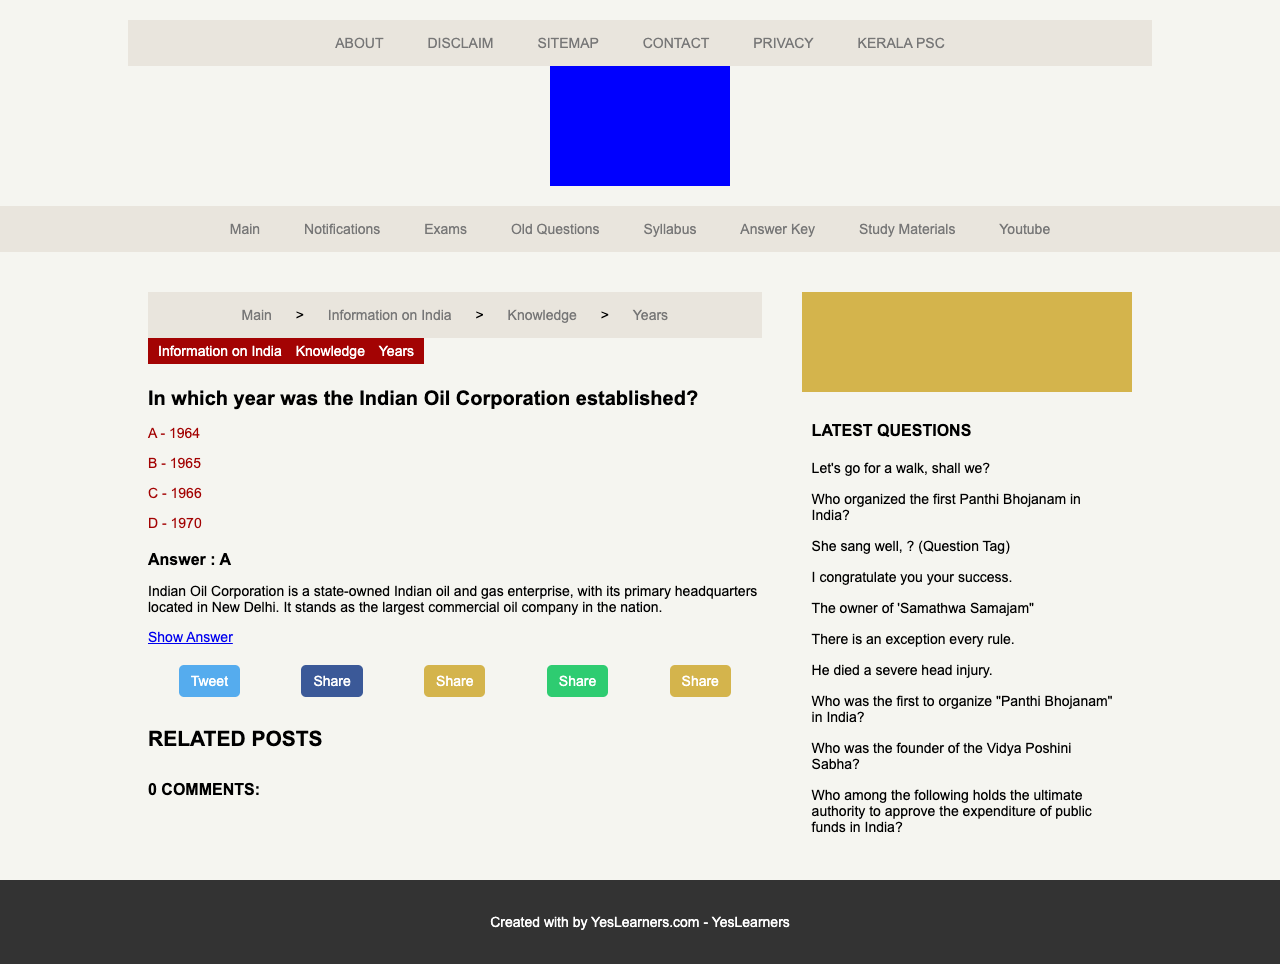 ABOUT DISCLAIM SITEMAP CONTACT PRIVACY KERALA PSC
Main Notifications Exams Old Questions Syllabus Answer Key Study Materials Youtube
Main > Information on India > Knowledge > Years
Information on India Knowledge Years
In which year was the Indian Oil Corporation established?
A - 1964
B - 1965
C - 1966
D - 1970
Answer : A
Indian Oil Corporation is a state-owned Indian oil and gas enterprise, with its primary headquarters
located in New Delhi. It stands as the largest commercial oil company in the nation.
Show Answer
Tweet Share Share Share Share
RELATED POSTS
0 COMMENTS:
LATEST QUESTIONS
Let's go for a walk, shall we?
Who organized the first Panthi Bhojanam in
India?
She sang well, ? (Question Tag)
I congratulate you your success.
The owner of 'Samathwa Samajam"
There is an exception every rule.
He died a severe head injury.
Who was the first to organize "Panthi Bhojanam"
in India?
Who was the founder of the Vidya Poshini
Sabha?
Who among the following holds the ultimate
authority to approve the expenditure of public
funds in India?
Created with by YesLearners.com - YesLearners